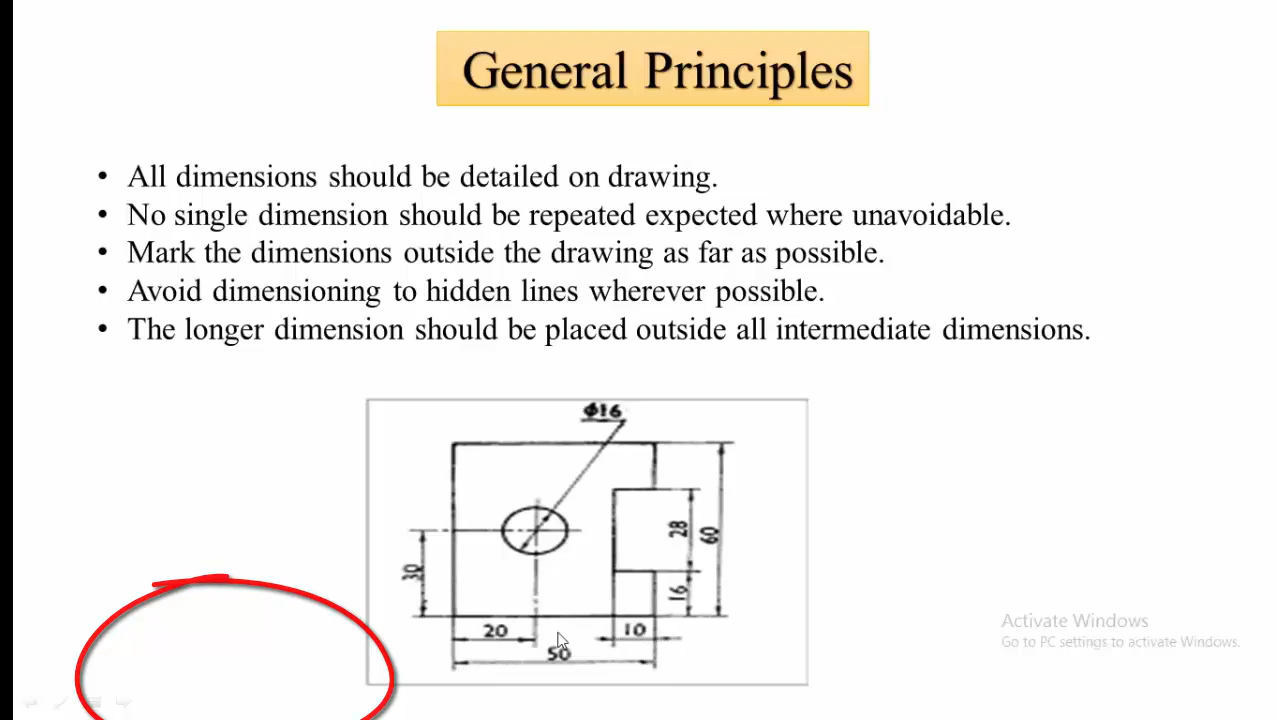 General Principles
• All dimensions should be detailed on drawing.
• No single dimension should be repeated expected where unavoidable.
• Mark the dimensions outside the drawing as far as possible.
• Avoid dimensioning to hidden lines wherever possible.
• The longer dimension should be placed outside all intermediate dimensions.
Φ16
28
60
30
16
20
10
50
Activate Windows
Go to PC settings to activate Windows.